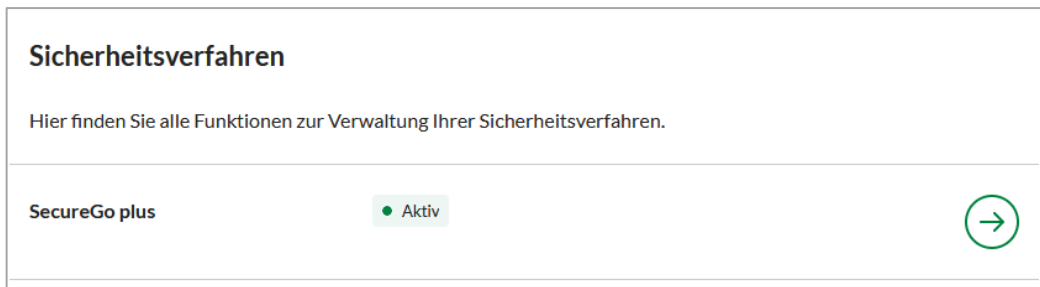 Sicherheitsverfahren
Hier finden Sie alle Funktionen zur Verwaltung Ihrer Sicherheitsverfahren.
SecureGo plus
Aktiv